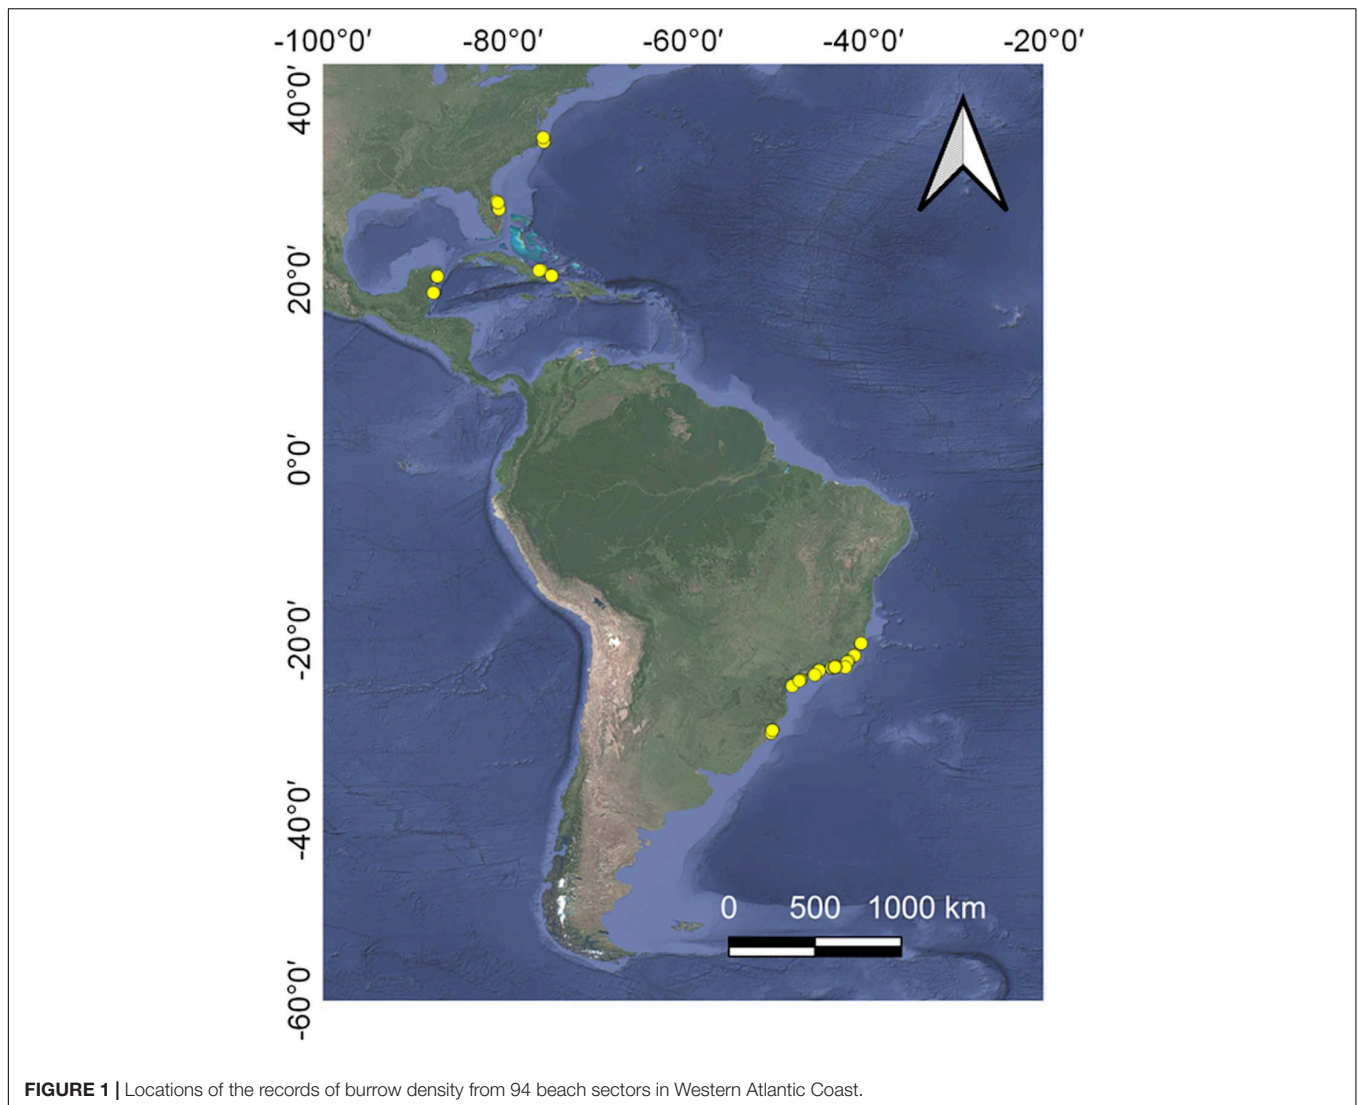 -100°0′ -80°0′ -60°0′ -40°0′ -20°0′
40°0′
20°0′
0°0′
-20°0′
-40°0′
-60°0′
0 500 1000 km
FIGURE 1 | Locations of the records of burrow density from 94 beach sectors in Western Atlantic Coast.